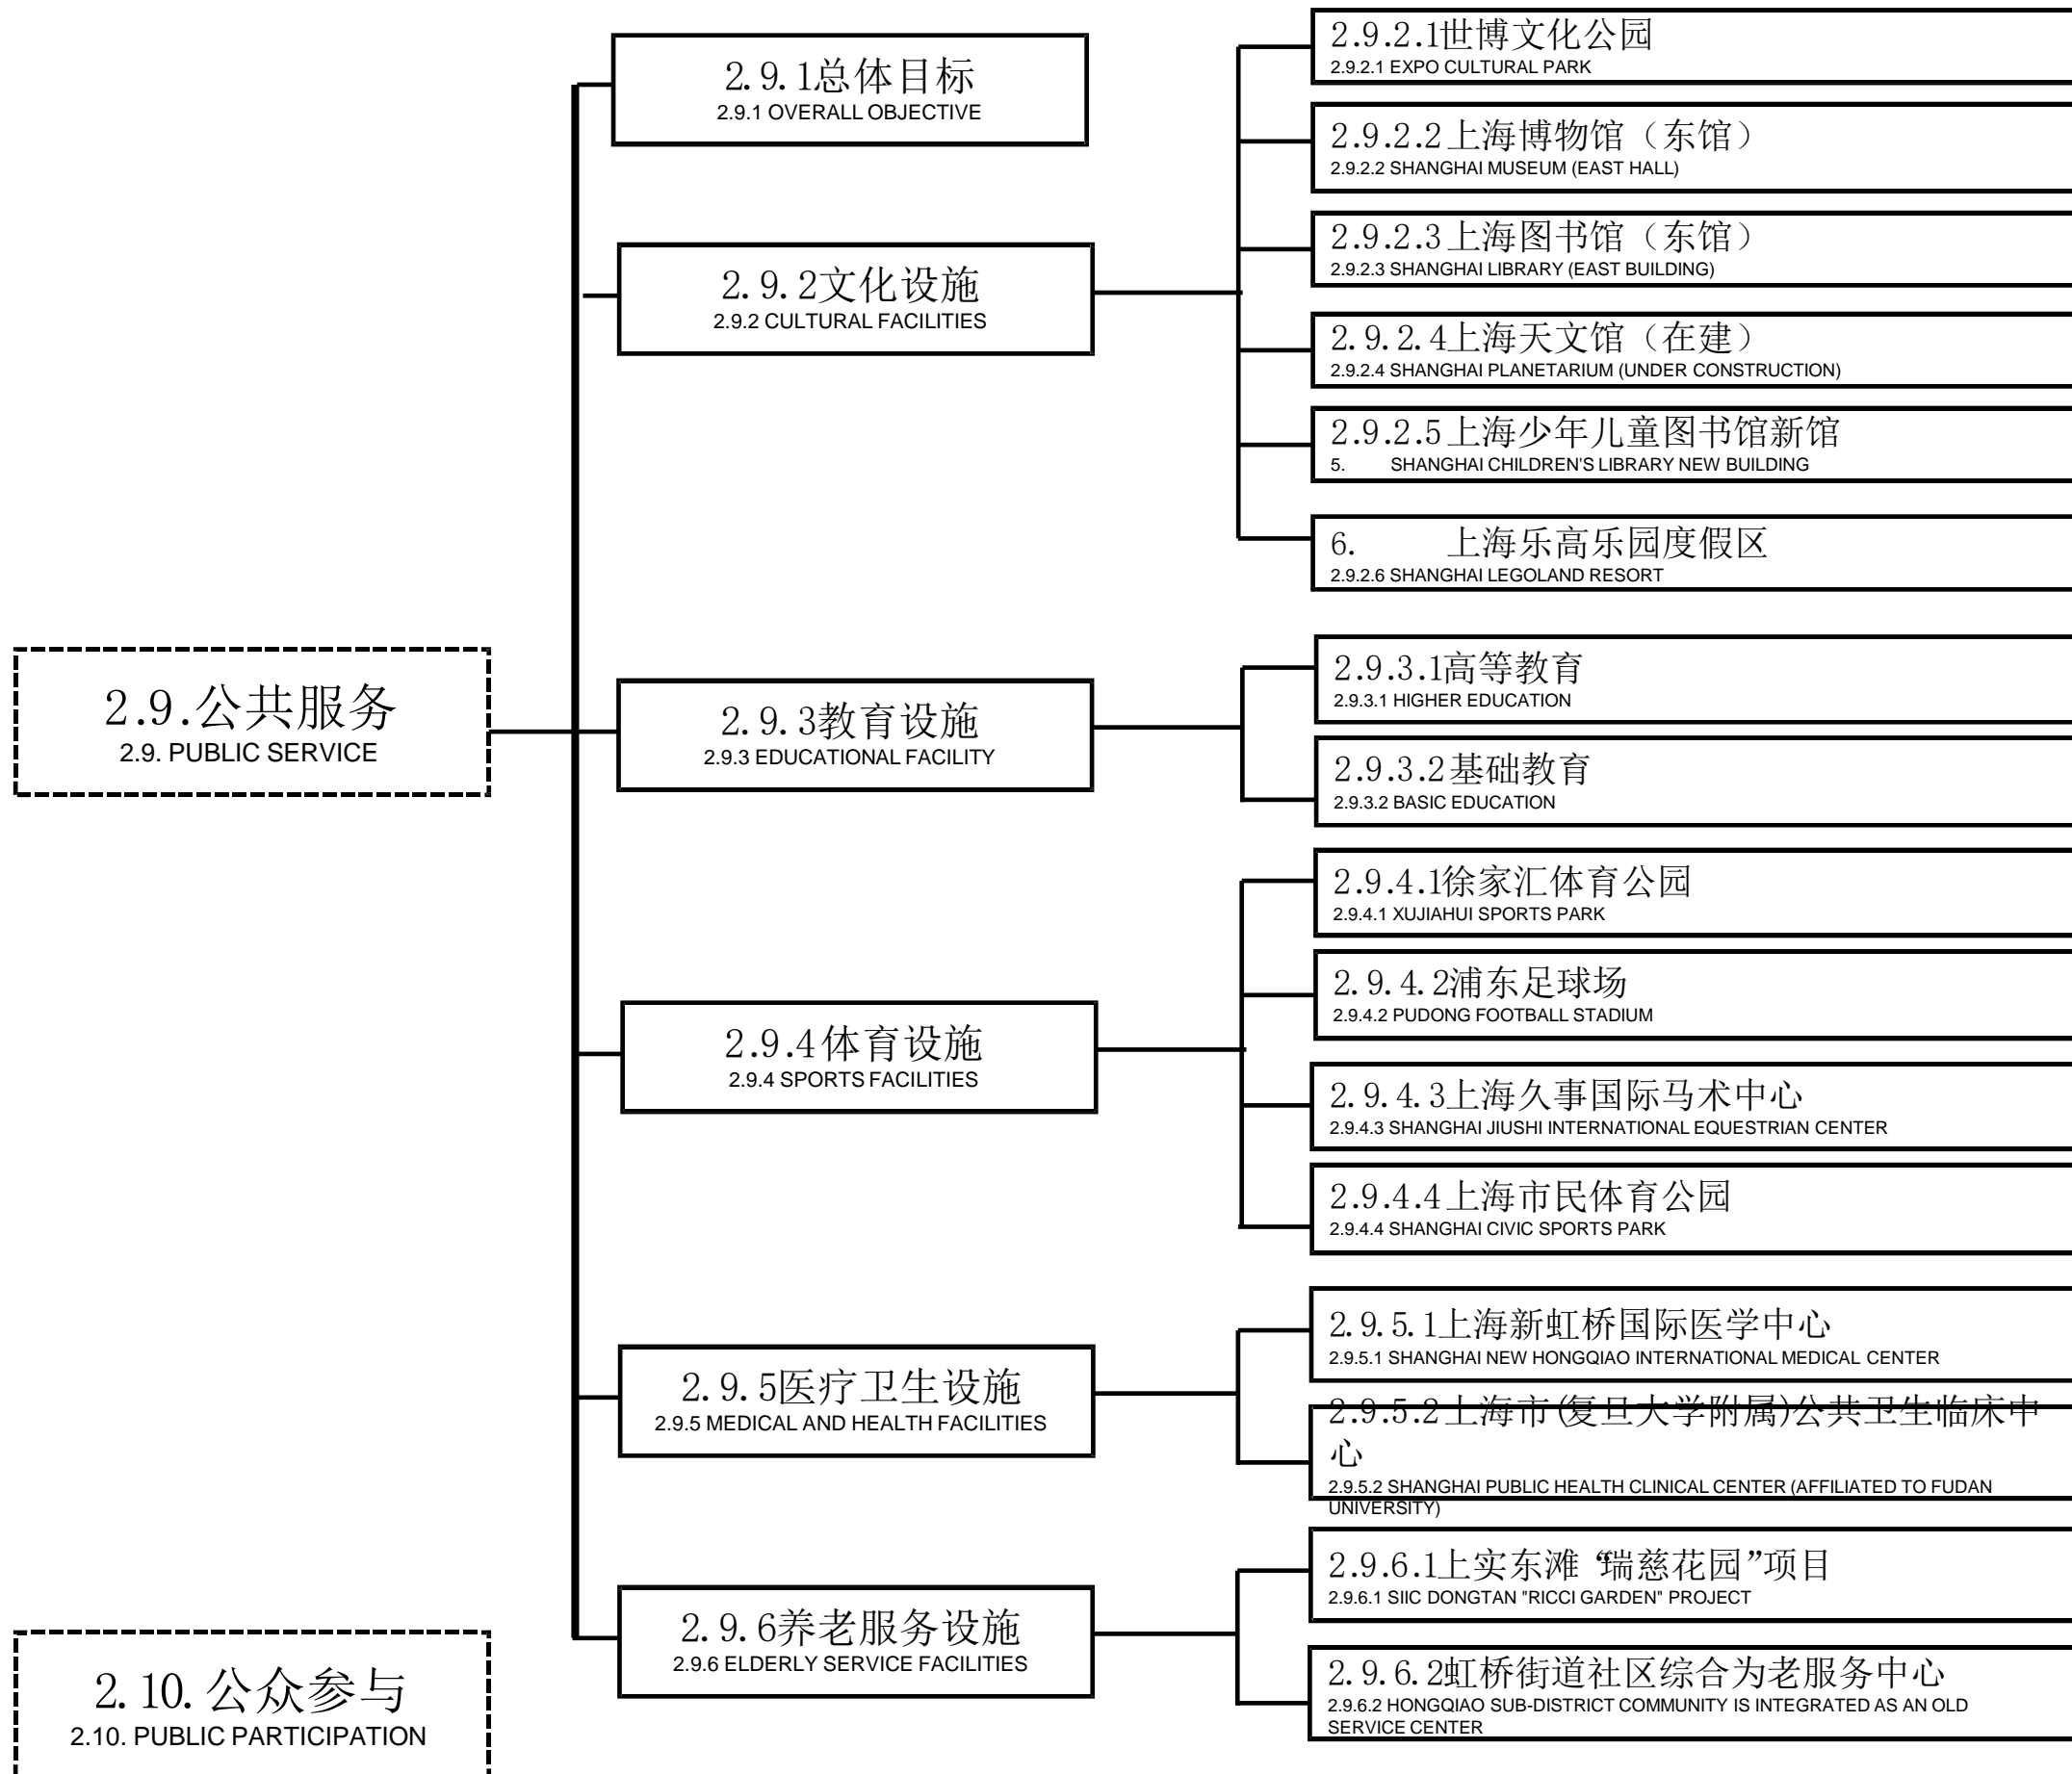 2.9.公共服务
2.9. PUBLIC SERVICE
2.9.1总体目标
2.9.1 OVERALL OBJECTIVE
2.9.2文化设施
2.9.2 CULTURAL FACILITIES
2.9.2.1世博文化公园
2.9.2.1 EXPO CULTURAL PARK
2.9.2.2上海博物馆（东馆）
2.9.2.2 SHANGHAI MUSEUM (EAST HALL)
2.9.2.3上海图书馆（东馆）
2.9.2.3 SHANGHAI LIBRARY (EAST BUILDING)
2.9.2.4上海天文馆（在建）
2.9.2.4 SHANGHAI PLANETARIUM (UNDER CONSTRUCTION)
2.9.2.5上海少年儿童图书馆新馆
5. SHANGHAI CHILDREN'S LIBRARY NEW BUILDING
6. 上海乐高乐园度假区
2.9.2.6 SHANGHAI LEGOLAND RESORT
2.9.3教育设施
2.9.3 EDUCATIONAL FACILITY
2.9.3.1高等教育
2.9.3.1 HIGHER EDUCATION
2.9.3.2基础教育
2.9.3.2 BASIC EDUCATION
2.9.4体育设施
2.9.4 SPORTS FACILITIES
2.9.4.1徐家汇体育公园
2.9.4.1 XUJIAHUI SPORTS PARK
2.9.4.2浦东足球场
2.9.4.2 PUDONG FOOTBALL STADIUM
2.9.4.3上海久事国际马术中心
2.9.4.3 SHANGHAI JIUSHI INTERNATIONAL EQUESTRIAN CENTER
2.9.4.4上海市民体育公园
2.9.4.4 SHANGHAI CIVIC SPORTS PARK
2.9.5医疗卫生设施
2.9.5 MEDICAL AND HEALTH FACILITIES
2.9.5.1上海新虹桥国际医学中心
2.9.5.1 SHANGHAI NEW HONGQIAO INTERNATIONAL MEDICAL CENTER
2.9.5.2上海市(复旦大学附属)公共卫生临床中
心
2.9.5.2 SHANGHAI PUBLIC HEALTH CLINICAL CENTER (AFFILIATED TO FUDAN
UNIVERSITY)
2.9.6养老服务设施
2.9.6 ELDERLY SERVICE FACILITIES
2.9.6.1上实东滩“瑞慈花园”项目
2.9.6.1 SIIC DONGTAN "RICCI GARDEN" PROJECT
2.9.6.2虹桥街道社区综合为老服务中心
2.9.6.2 HONGQIAO SUB-DISTRICT COMMUNITY IS INTEGRATED AS AN OLD
SERVICE CENTER
2.10.公众参与
2.10. PUBLIC PARTICIPATION